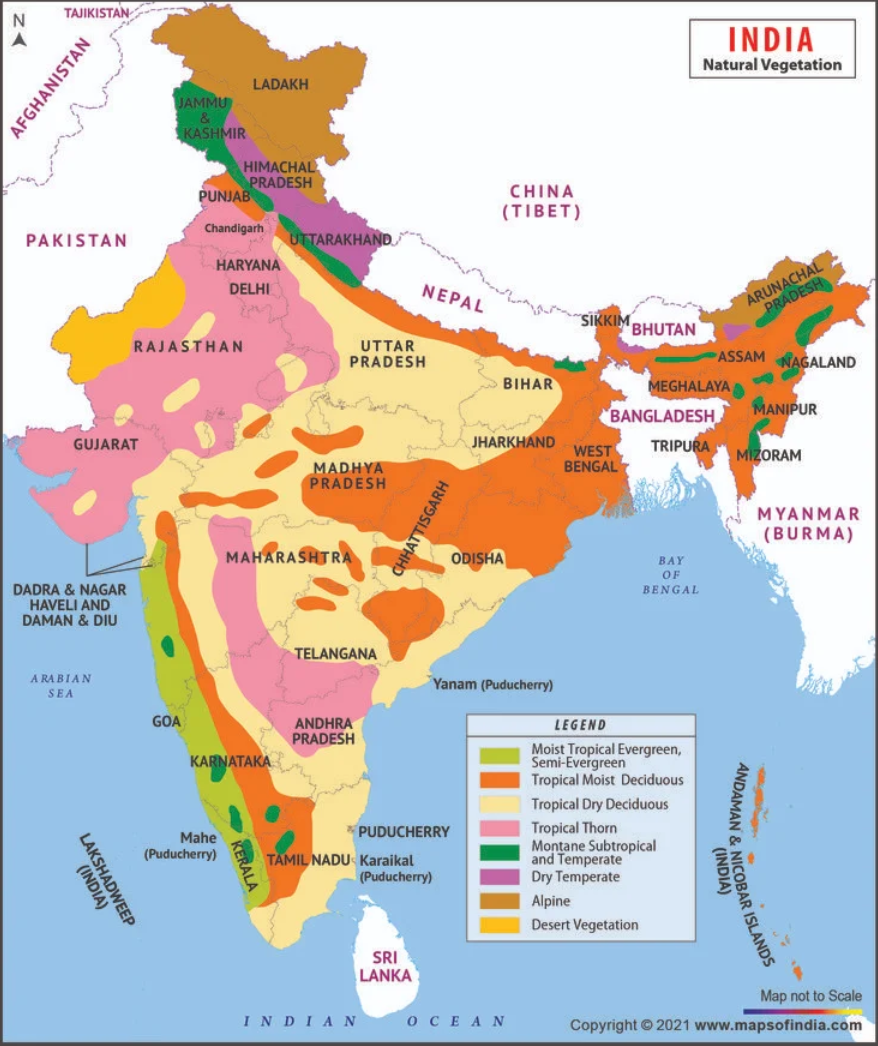 N
TAJIKISTAN
AFGHANISTAN
INDIA
Natural Vegetation
LADAKH
JAMMU
&
KASHMIR
HIMACHAL
PRADESH
PUNJAB
Chandigarh
CHINA
(TIBET)
PAKISTAN
UTTARAKHAND
HARYANA
DELHI
NEPAL
ARUNACHAL
PRADESH
SIKKIM
BHUTAN
RAJASTHAN
UTTAR
PRADESH
ASSAM
NAGALAND
BIHAR
MEGHALAYA
BANGLADESH
MANIPUR
GUJARAT
JHARKHAND
WEST
BENGAL
TRIPURA
MIZORAM
MADHYA
PRADESH
CHHATTISGARH
MYANMAR
(BURMA)
MAHARASHTRA
ODISHA
BAY
OF
BENGAL
DADRA & NAGAR
HAVELI AND
DAMAN & DIU
TELANGANA
ARABIAN
SEA
Yanam (Puducherry)
GOA
ANDHRA
PRADESH
KARNATAKA
LEGEND
Moist Tropical Evergreen,
Semi-Evergreen
Tropical Moist Deciduous
Tropical Dry Deciduous
Tropical Thorn
Montane Subtropical
and Temperate
Dry Temperate
Alpine
Desert Vegetation
ANDAMAN & NICOBAR ISLANDS
(INDIA)
PUDUCHERRY
Mahe
(Puducherry)
KERALA
TAMIL NADU
Karaikal
(Puducherry)
LAKSHADWEEP
(INDIA)
SRI
LANKA
INDIAN OCEAN
Map not to Scale
Copyright © 2021 www.mapsofindia.com